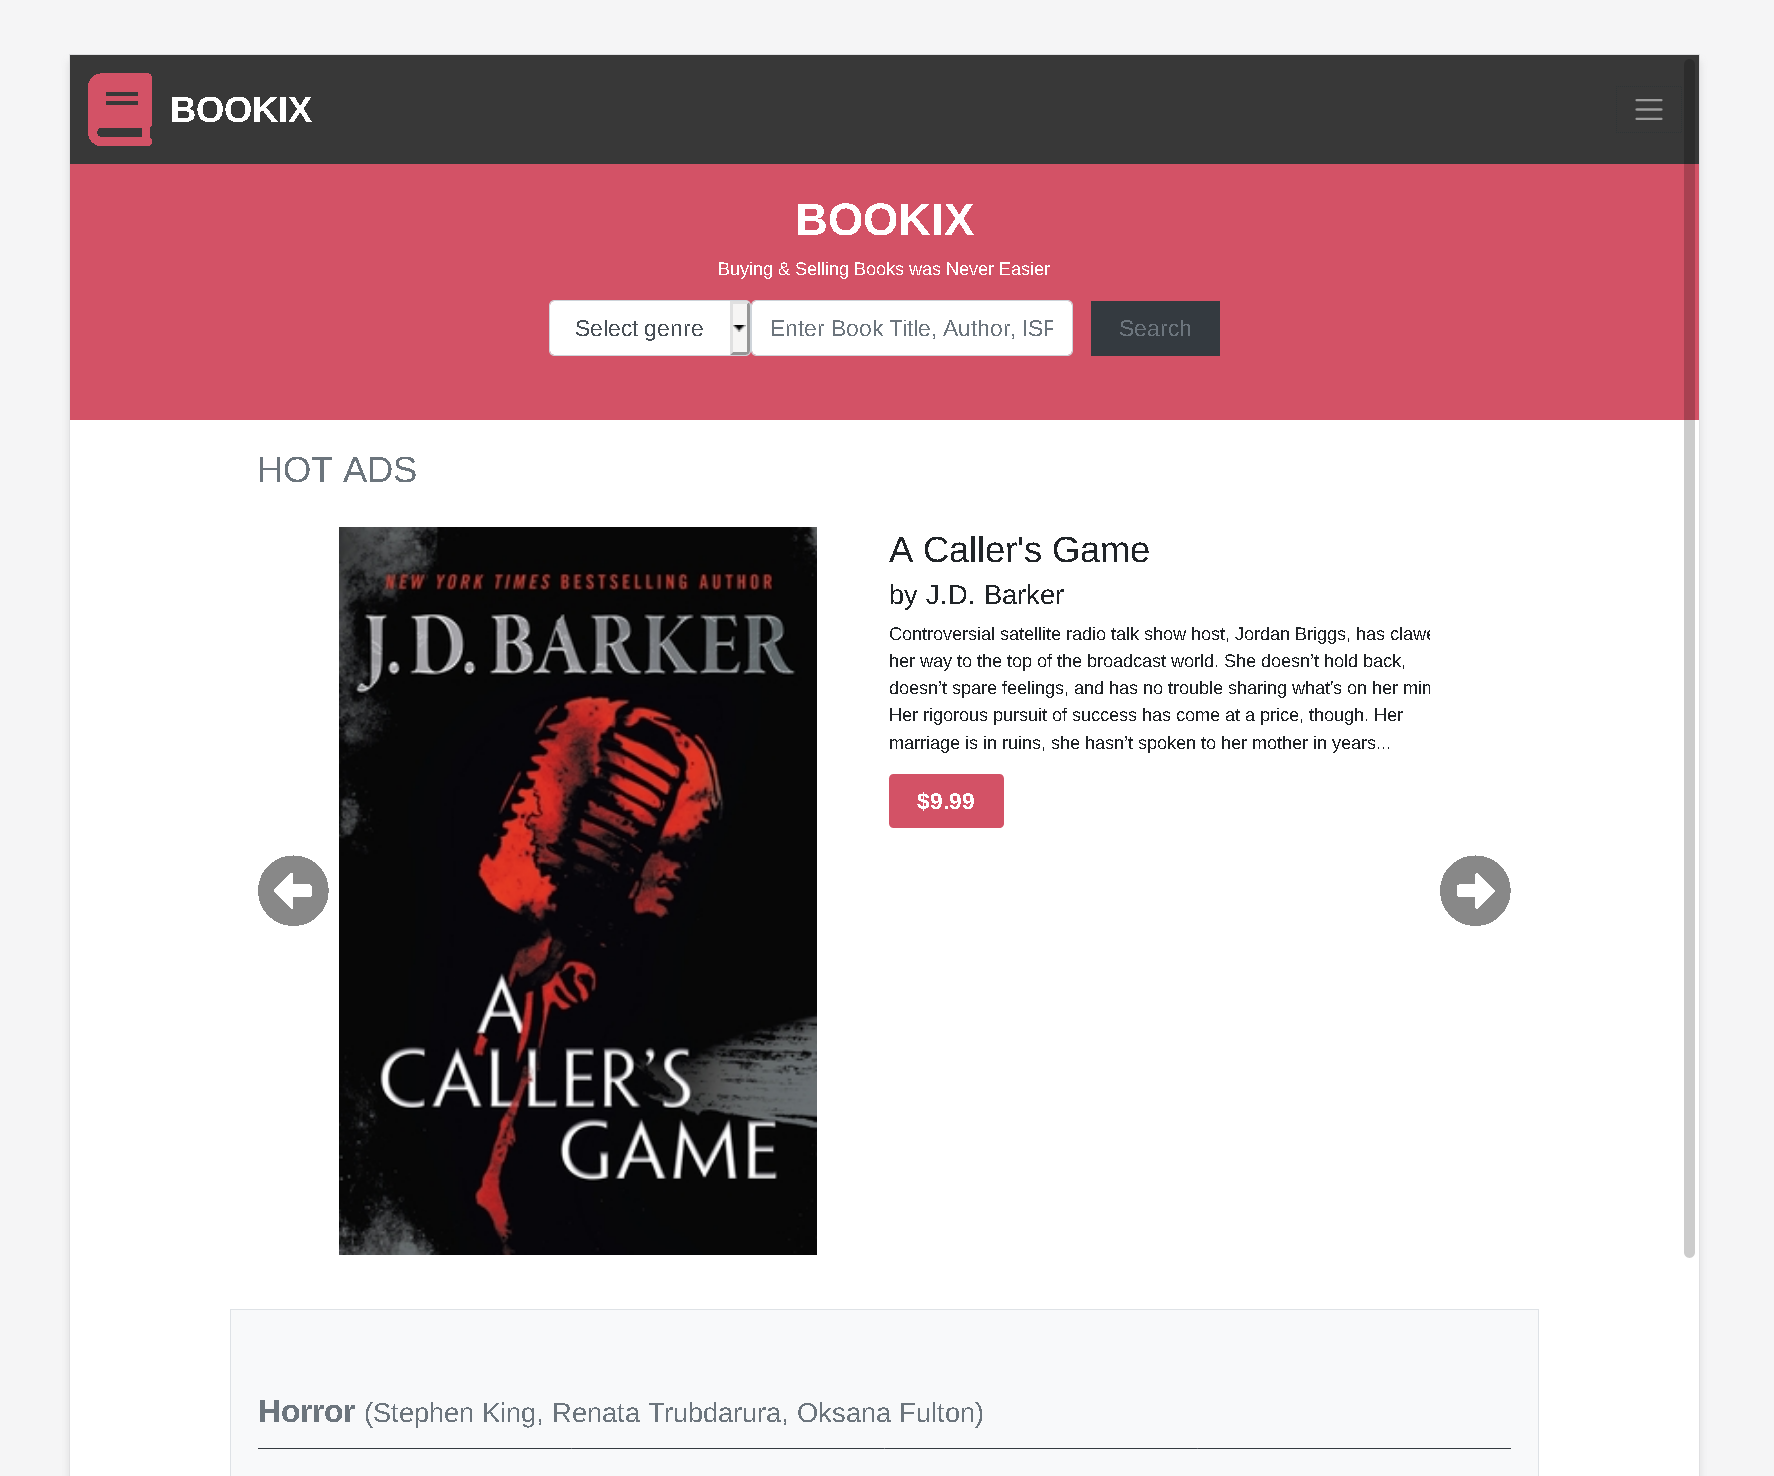 BOOKIX
BOOKIX
Buying & Selling Books was Never Easier
Select genre
Enter Book Title, Author, ISF
Search
HOT ADS
NEW YORK TIMES BESTSELLING AUTHOR
J.D. BARKER
A
CALLER'S
GAME
A Caller's Game
by J.D. Barker
Controversial satellite radio talk show host, Jordan Briggs, has clawe
her way to the top of the broadcast world. She doesn’t hold back,
doesn’t spare feelings, and has no trouble sharing what's on her min
Her rigorous pursuit of success has come at a price, though. Her
marriage is in ruins, she hasn’t spoken to her mother in years...
$9.99
Horror (Stephen King, Renata Trubdarura, Oksana Fulton)